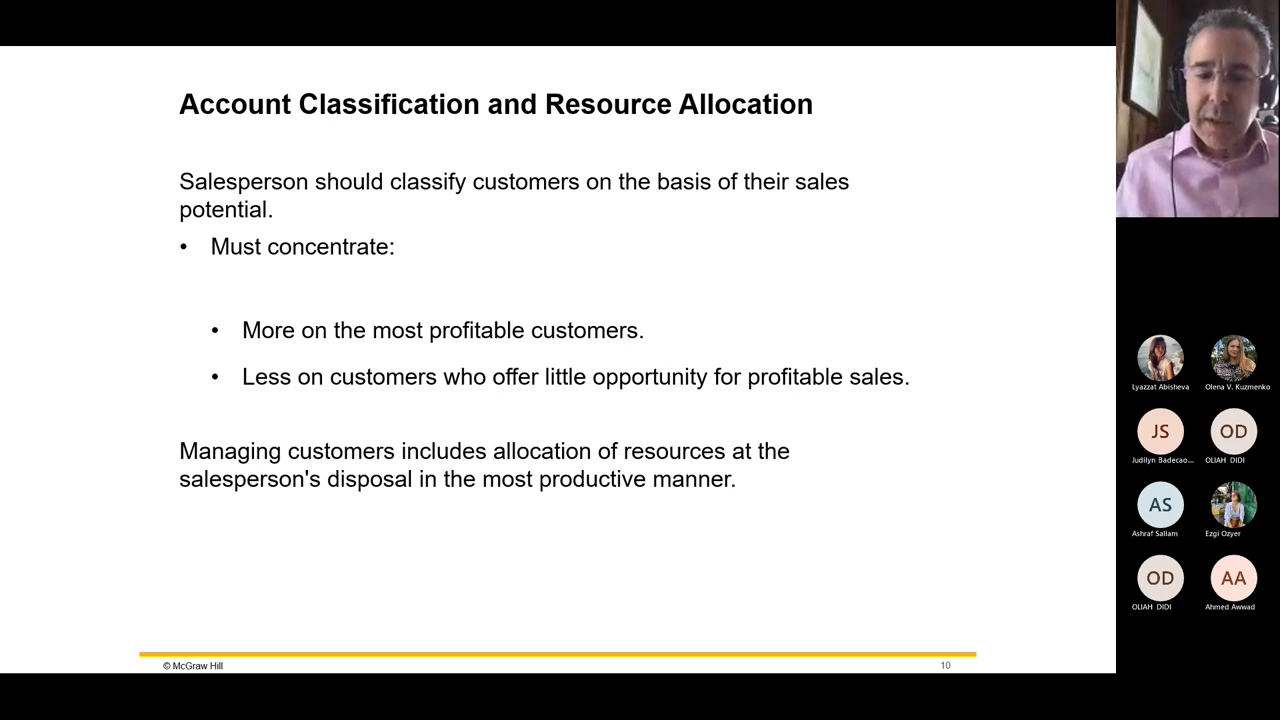 Account Classification and Resource Allocation
Salesperson should classify customers on the basis of their sales
potential.
• Must concentrate:
• More on the most profitable customers.
• Less on customers who offer little opportunity for profitable sales.
Managing customers includes allocation of resources at the
salesperson's disposal in the most productive manner.
© McGraw Hill
10
Lyazzat Abisheva
Olena V. Kuzmenko
JS
OD
Judilyn Badecao...
OLIAH DIDI
AS
Ashraf Sallam
Ezgi Ozyer
OD
AA
OLIAH DIDI
Ahmed Awwad